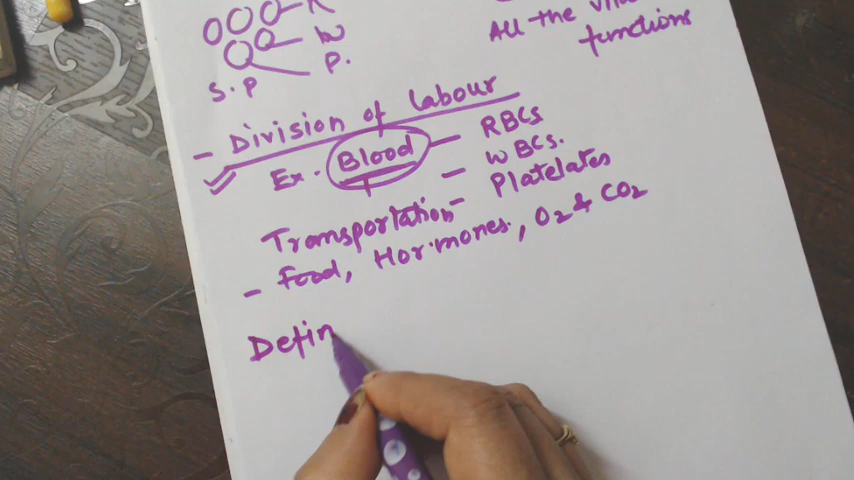 All the
functions
P.
S.P
- Division of labour
Ex. Blood - RBCs
- WBCs.
- Platelates
Transportation
- Food, Hormones, O2 & CO2
Defin